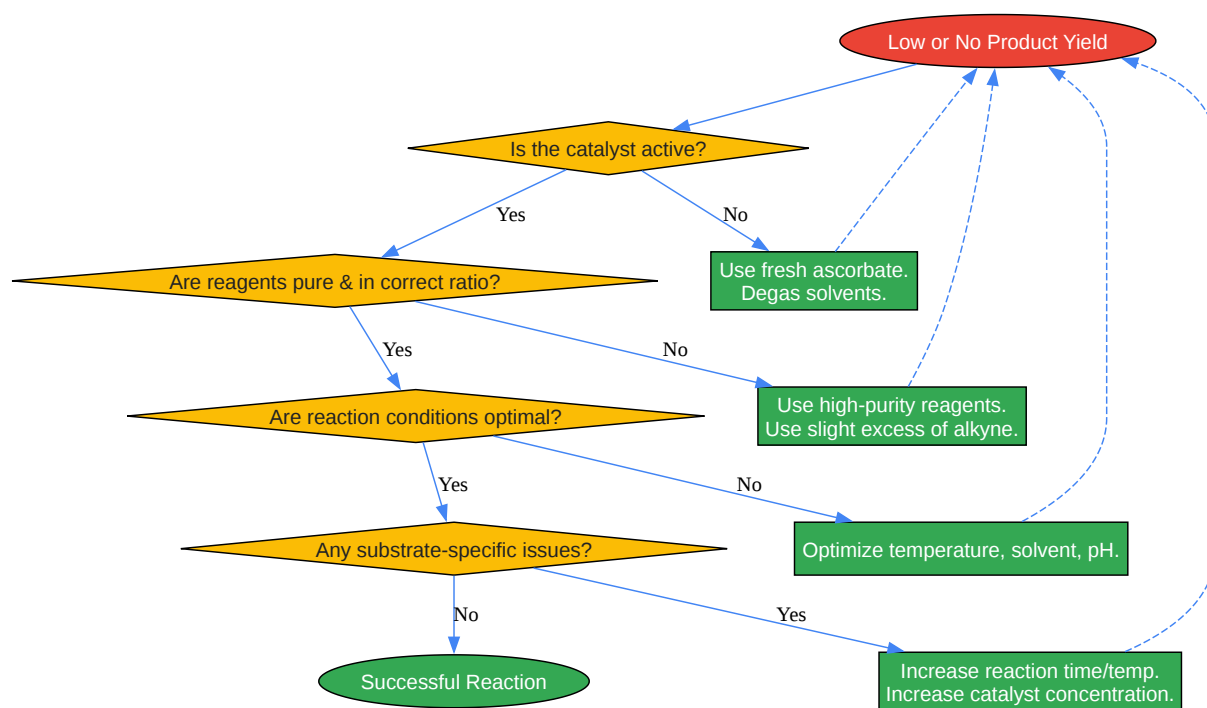 Low or No Product Yield
Is the catalyst active?
Yes
No
Use fresh ascorbate.
Degas solvents.
Are reagents pure & in correct ratio?
Yes
No
Use high-purity reagents.
Use slight excess of alkyne.
Are reaction conditions optimal?
Yes
No
Optimize temperature, solvent, pH.
Any substrate-specific issues?
No
Yes
Increase reaction time/temp.
Increase catalyst concentration.
Successful Reaction